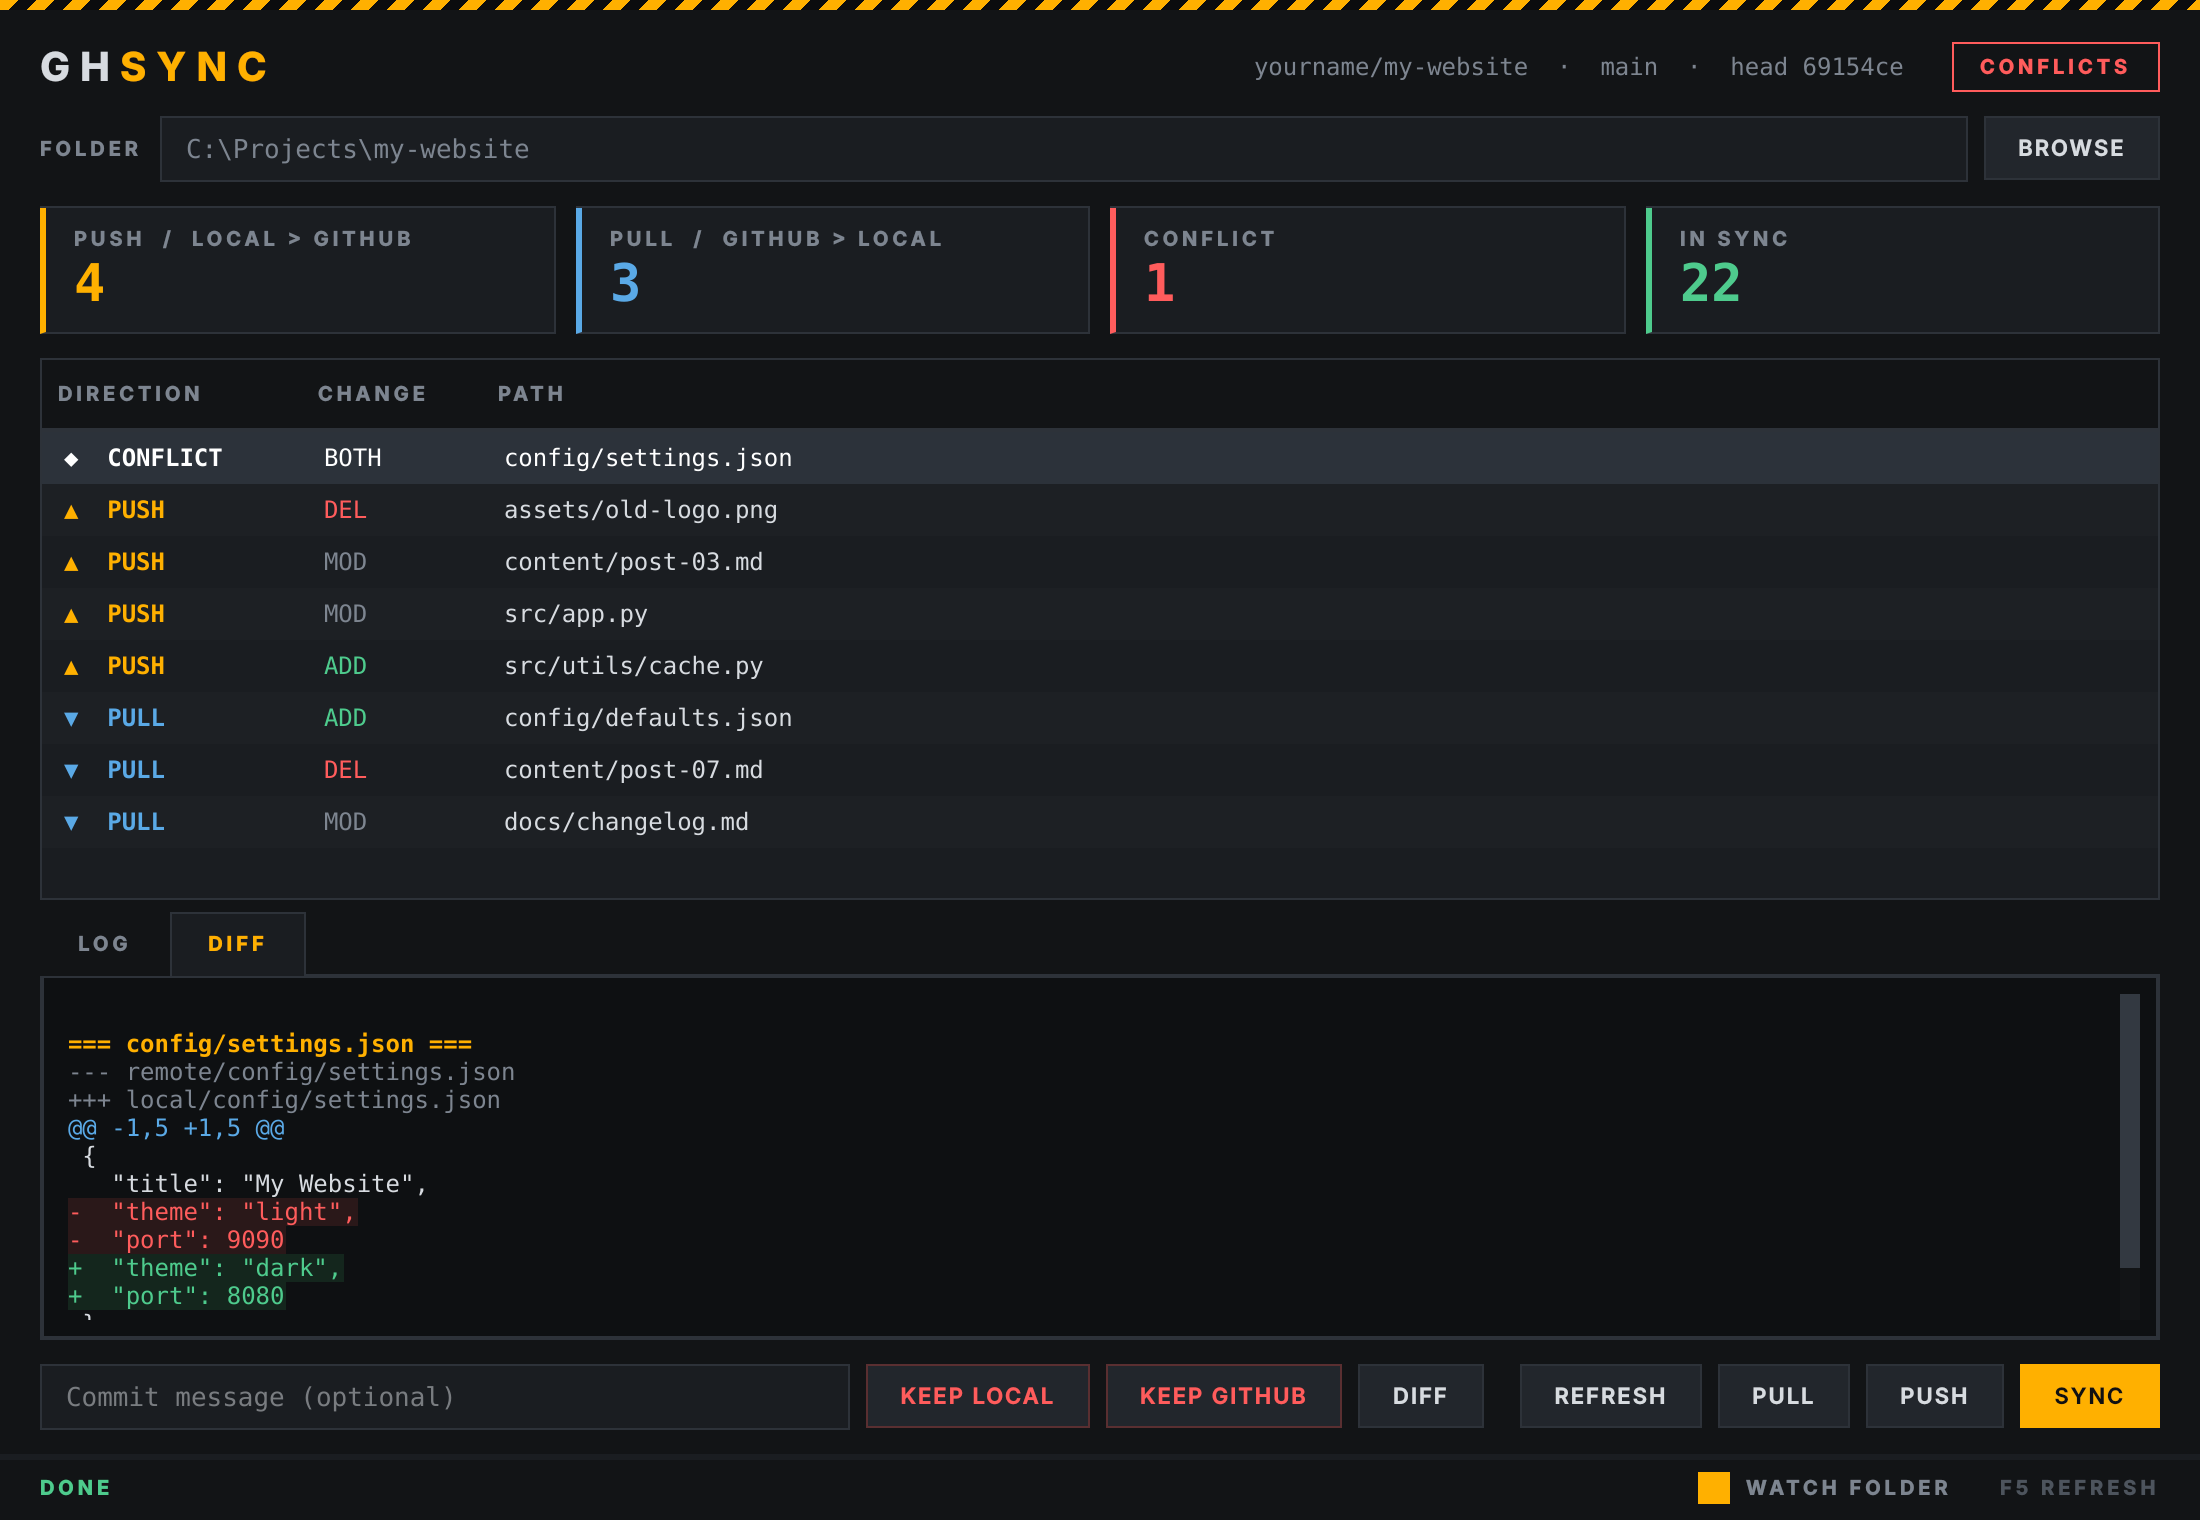 GHSYNC
yourname/my-website · main · head 69154ce
CONFLICTS
FOLDER
C:\Projects\my-website
BROWSE
PUSH / LOCAL > GITHUB
4
PULL / GITHUB > LOCAL
3
CONFLICT
1
IN SYNC
22
DIRECTION CHANGE PATH
◆ CONFLICT BOTH config/settings.json
▲ PUSH DEL assets/old-logo.png
▲ PUSH MOD content/post-03.md
▲ PUSH MOD src/app.py
▲ PUSH ADD src/utils/cache.py
▼ PULL ADD config/defaults.json
▼ PULL DEL content/post-07.md
▼ PULL MOD docs/changelog.md
LOG DIFF
=== config/settings.json ===
--- remote/config/settings.json
+++ local/config/settings.json
@@ -1,5 +1,5 @@
{
"title": "My Website",
- "theme": "light",
- "port": 9090
+ "theme": "dark",
+ "port": 8080
}
Commit message (optional)
KEEP LOCAL
KEEP GITHUB
DIFF
REFRESH
PULL
PUSH
SYNC
DONE
WATCH FOLDER
F5 REFRESH